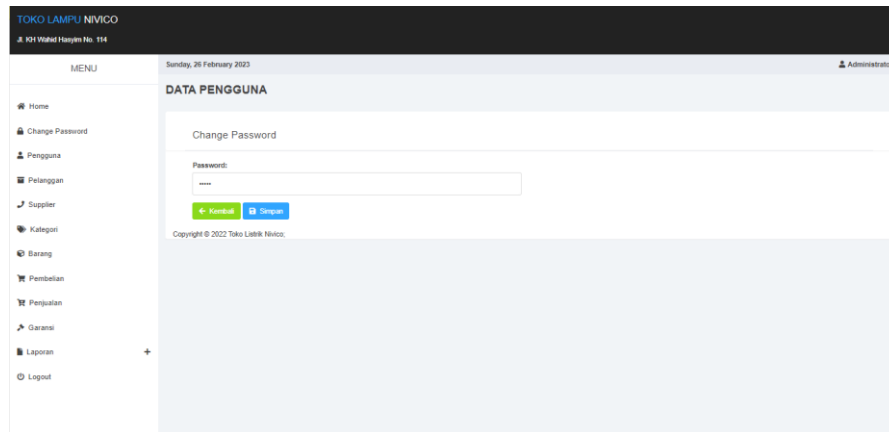 TOKO LAMPU NIVICO
Jl. KH Wahid Hasyim No. 114
MENU
Home
Change Password
Pengguna
Pelanggan
Supplier
Kategori
Barang
Pembelian
Penjualan
Garansi
Laporan +
Logout
Sunday, 26 February 2023
Administrato
DATA PENGGUNA
Change Password
Password:
•••••
Kembali
Simpan
Copyright © 2022 Toko Listrik Nivico;